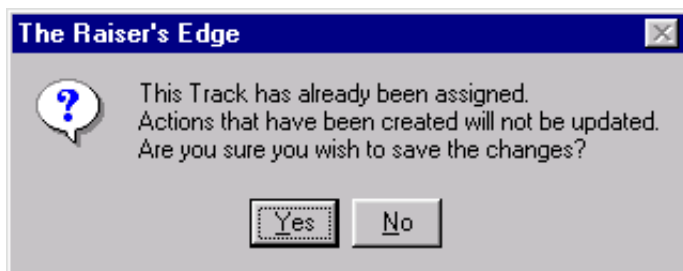 The Raiser's Edge
?
This Track has already been assigned.
Actions that have been created will not be updated.
Are you sure you wish to save the changes?
Yes No